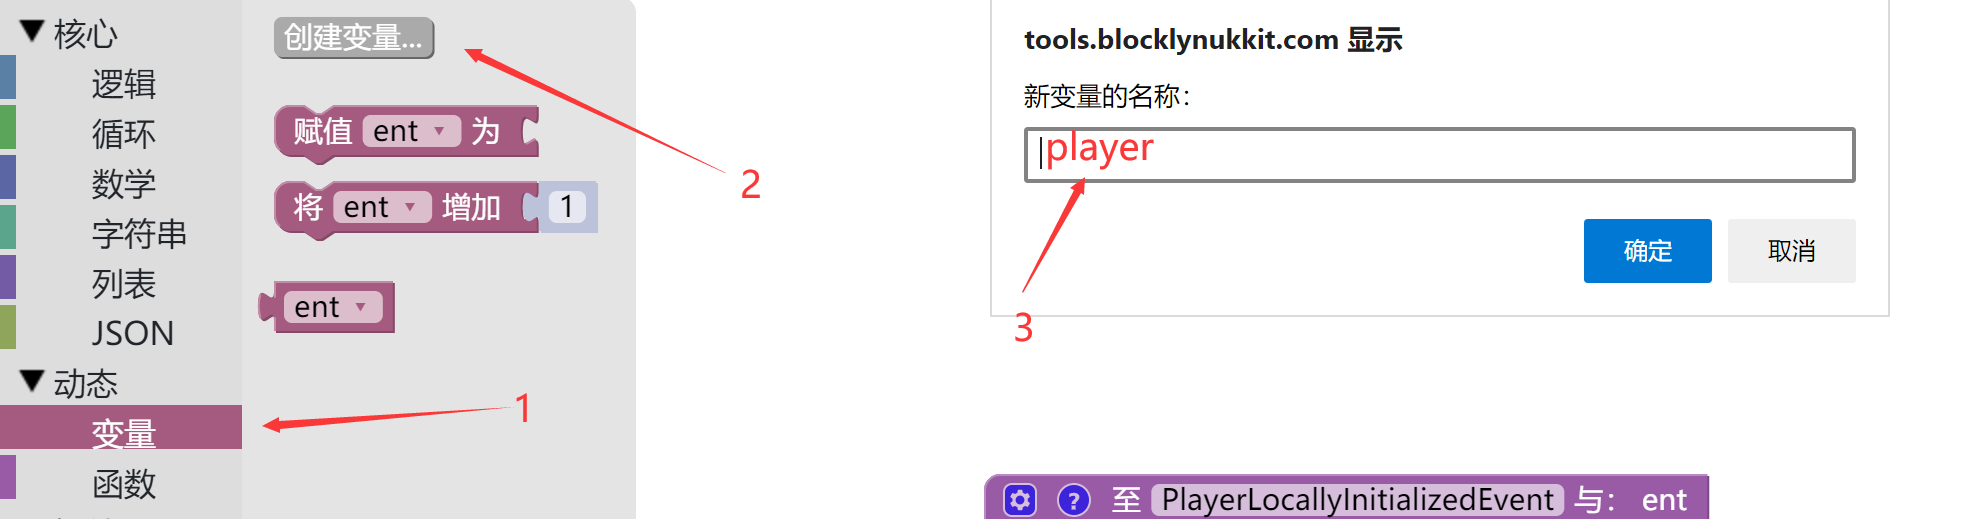 核心
逻辑
循环
数学
字符串
列表
JSON
动态
变量
函数
创建变量...
赋值 ent 为
将 ent 增加 1
ent
1
2
tools.blocklynukkit.com 显示
新变量的名称：
player
确定 取消
3
? 至 PlayerLocallyInitializedEvent 与： ent